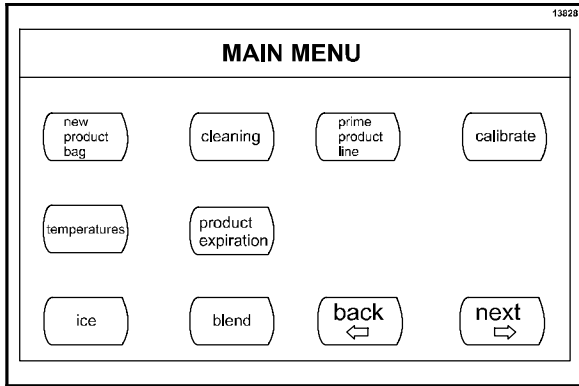 13828
MAIN MENU
new
product
bag
cleaning
prime
product
line
calibrate
temperatures
product
expiration
ice
blend
back
next